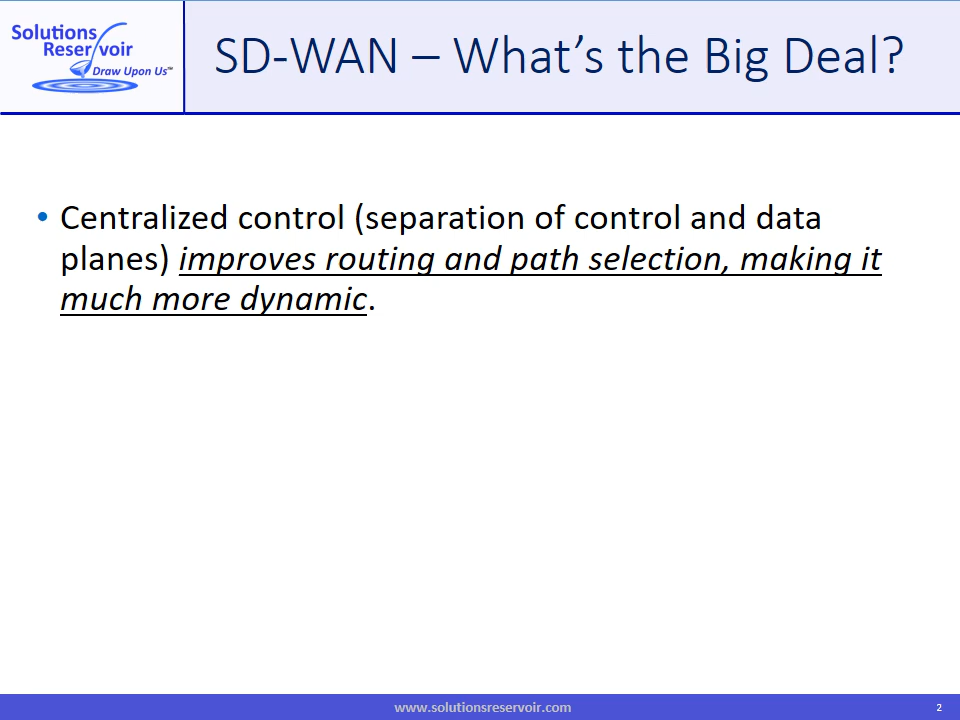 Solutions
Reservoir
Draw Upon Us™
SD-WAN – What's the Big Deal?
• Centralized control (separation of control and data
planes) improves routing and path selection, making it
much more dynamic.
www.solutionsreservoir.com
2